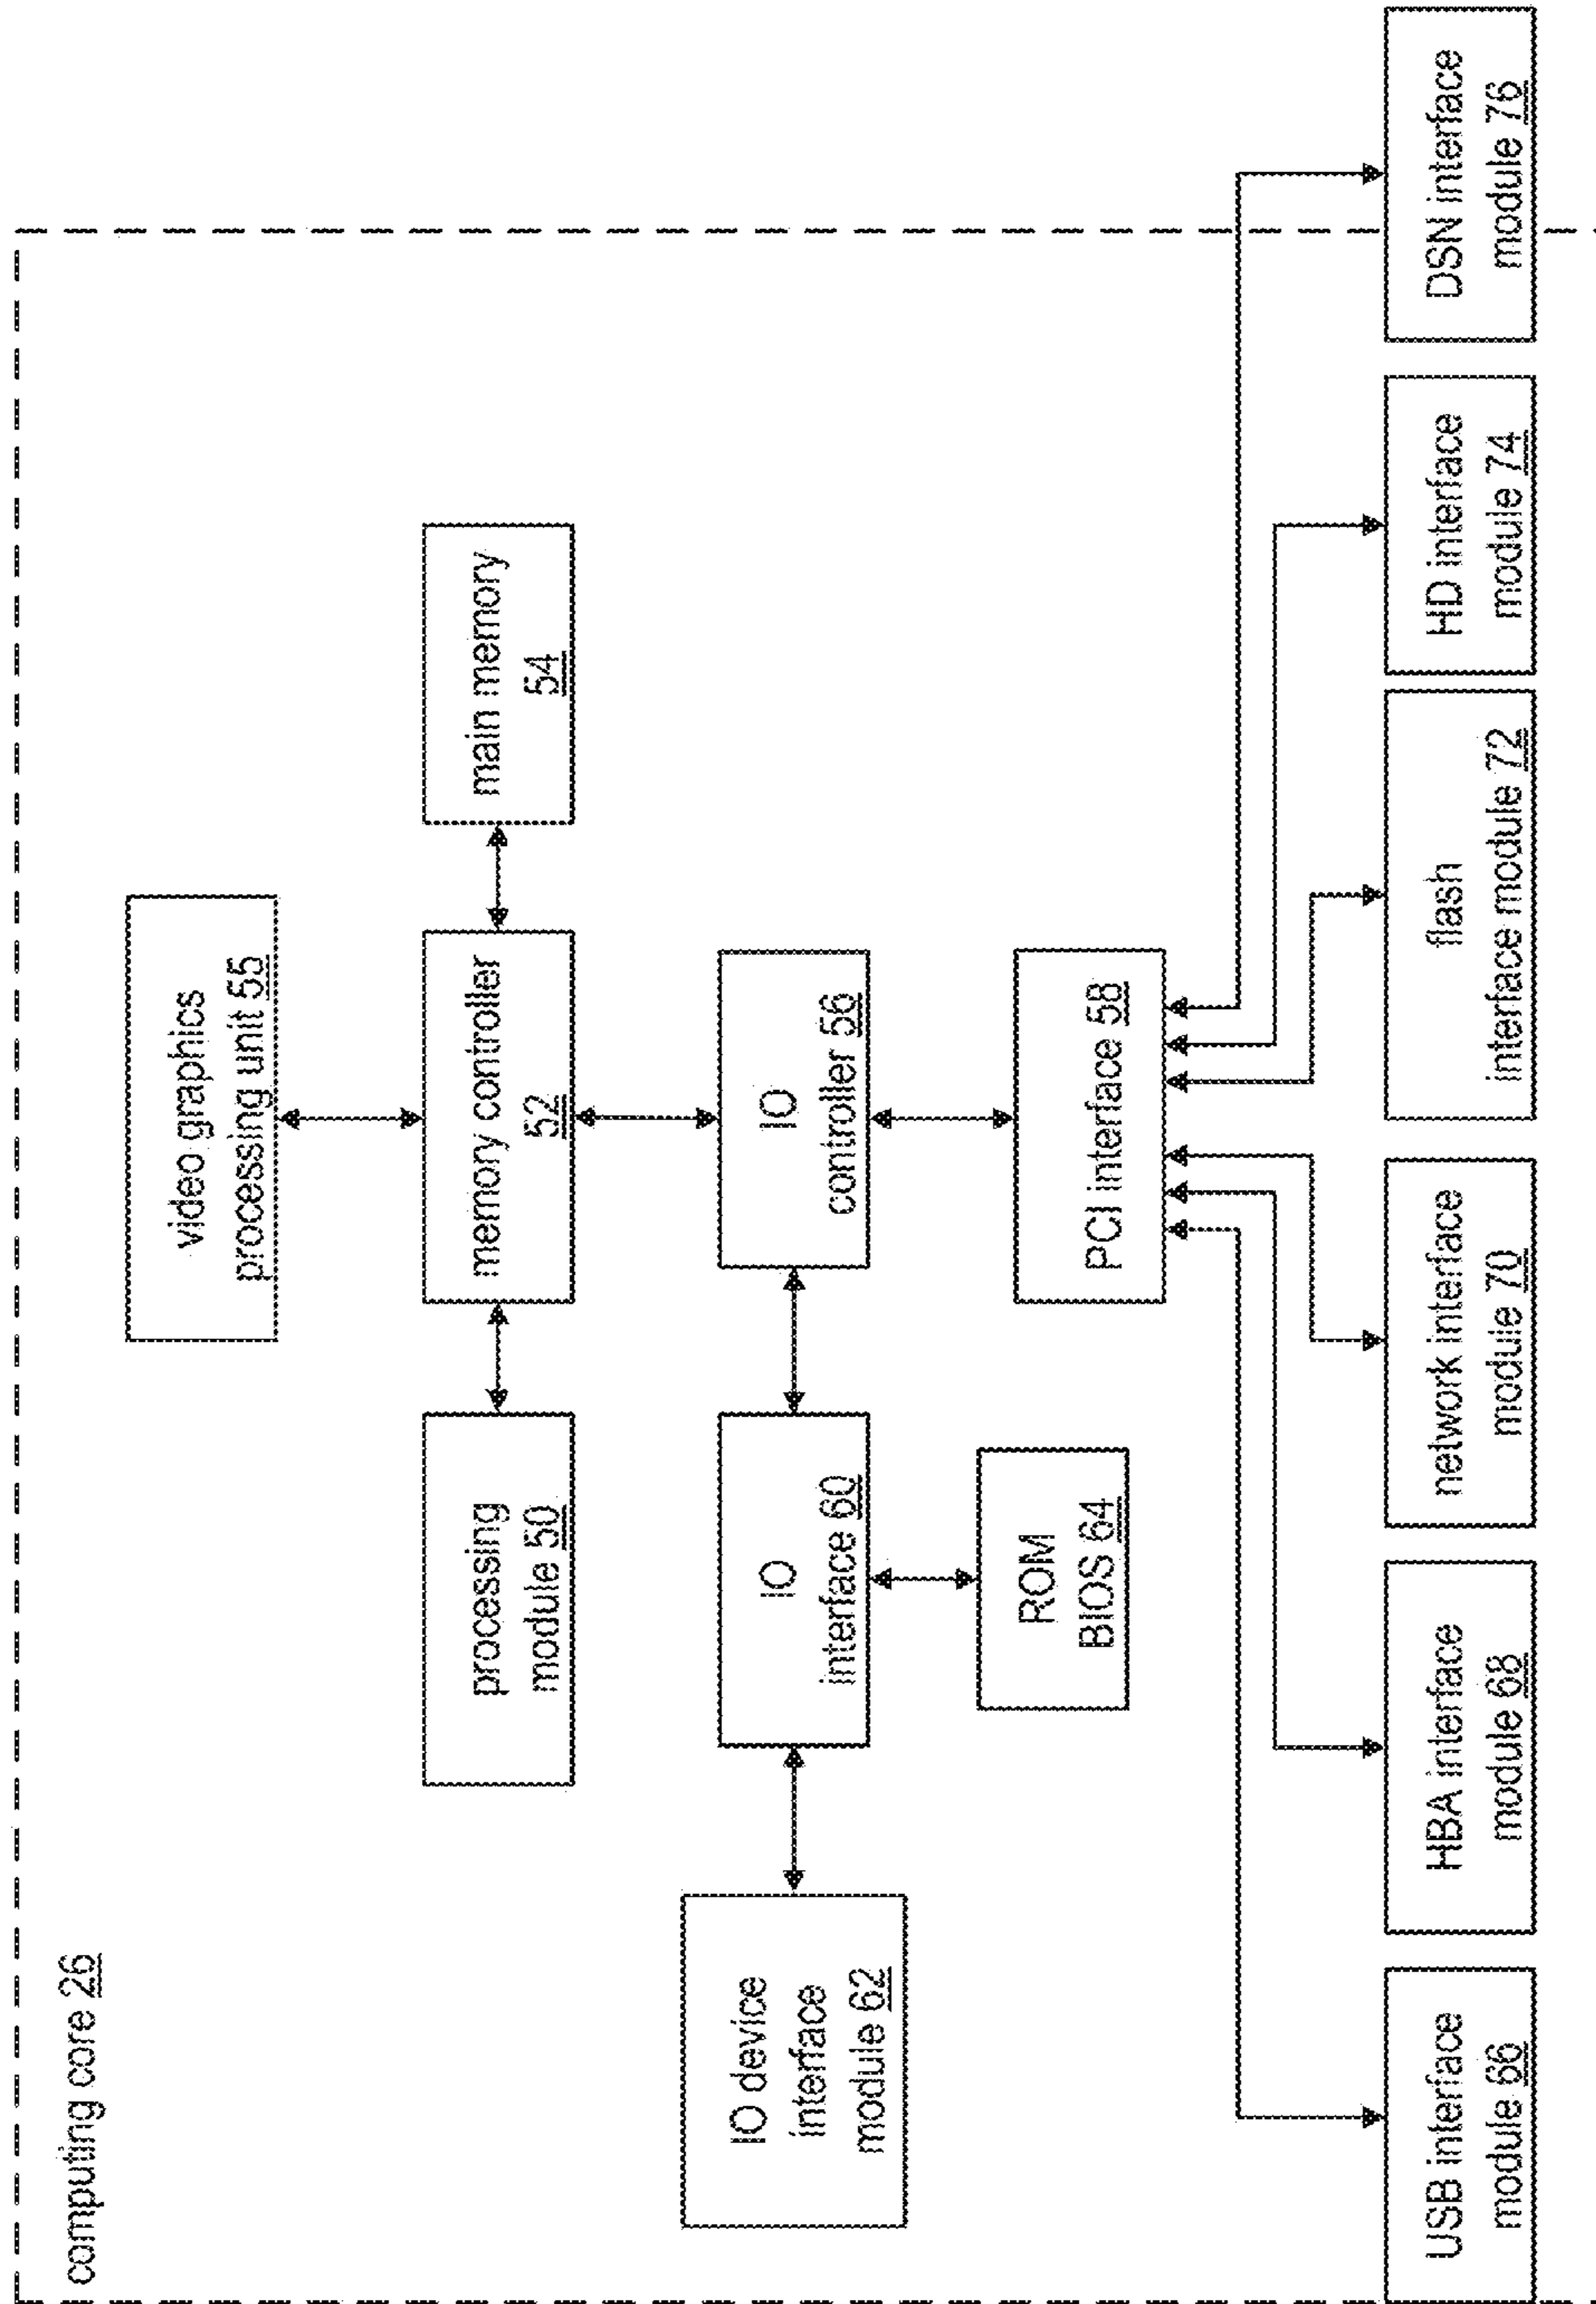 computing core 26
video graphics
processing unit 55
processing
module 50
memory controller
52
main memory
54
IO device
interface
module 62
IO
interface 60
IO
controller 56
ROM
BIOS 64
PCI interface 58
USB interface
module 66
HBA interface
module 68
network interface
module 70
flash
interface module 72
HD interface
module 74
DSN interface
module 76